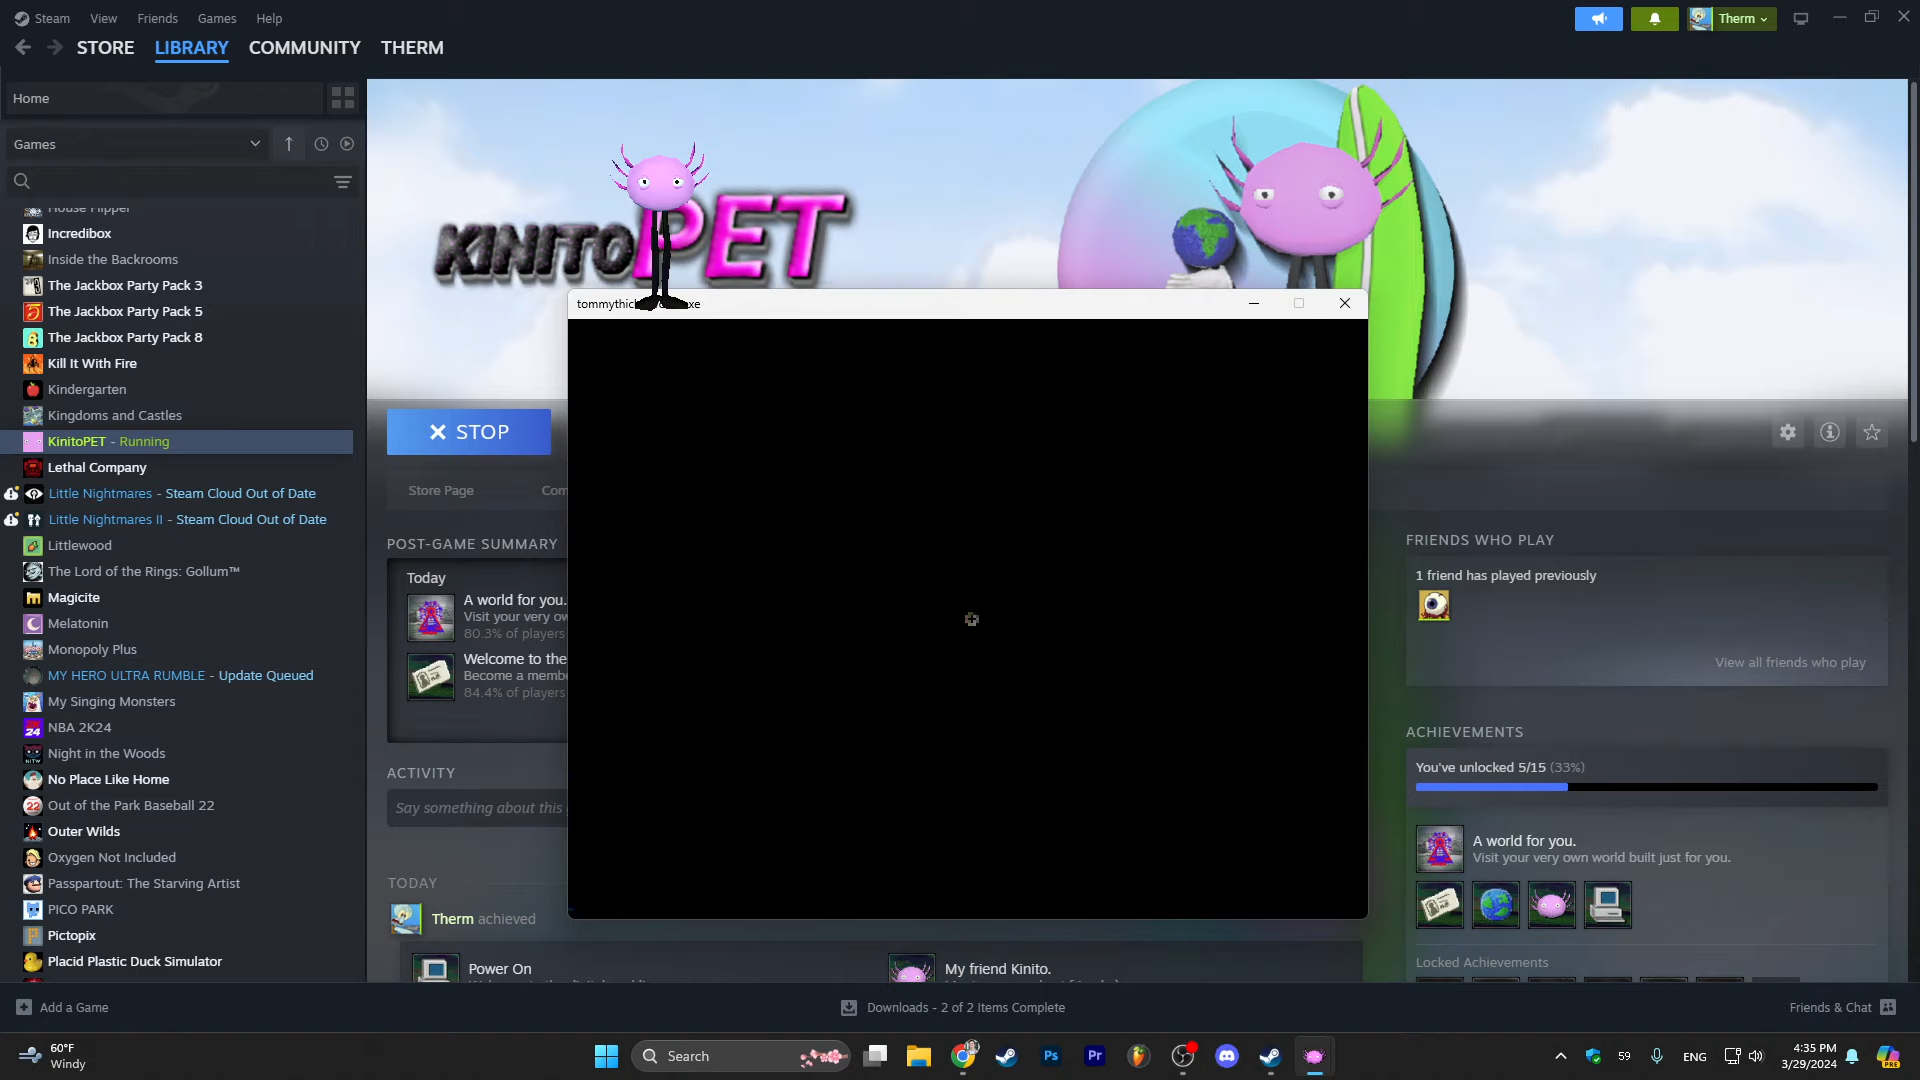 Steam View Friends Games Help
Therm
STORE LIBRARY COMMUNITY THERM
Home
Games
House Flipper
Incredibox
Inside the Backrooms
The Jackbox Party Pack 3
The Jackbox Party Pack 5
The Jackbox Party Pack 8
Kill It With Fire
Kindergarten
Kingdoms and Castles
KinitoPET - Running
Lethal Company
Little Nightmares - Steam Cloud Out of Date
Little Nightmares II - Steam Cloud Out of Date
Littlewood
The Lord of the Rings: Gollum™
Magicite
Melatonin
Monopoly Plus
MY HERO ULTRA RUMBLE - Update Queued
My Singing Monsters
NBA 2K24
Night in the Woods
No Place Like Home
Out of the Park Baseball 22
Outer Wilds
Oxygen Not Included
Passpartout: The Starving Artist
PICO PARK
Pictopix
Placid Plastic Duck Simulator
KINITOPET
STOP
Store Page
POST-GAME SUMMARY
Today
A world for you.
Visit your very
80.3% of players
Welcome to the
Become a
84.4% of players
ACTIVITY
Say something about this
TODAY
Therm achieved
Power On
My friend Kinito.
FRIENDS WHO PLAY
1 friend has played previously
View all friends who play
ACHIEVEMENTS
You've unlocked 5/15 (33%)
A world for you.
Visit your very own world built just for you.
Locked Achievements
Add a Game
Downloads - 2 of 2 Items Complete
Friends & Chat
60°F
Windy
Search
Ps
Pr
59
ENG
4:35 PM
3/29/2024
PRE